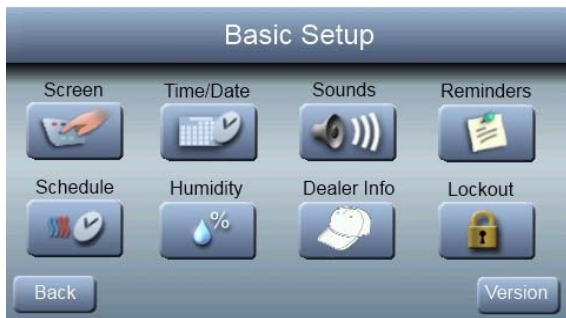 Basic Setup
Screen Time/Date Sounds Reminders
Schedule Humidity % Dealer Info Lockout
Back Version